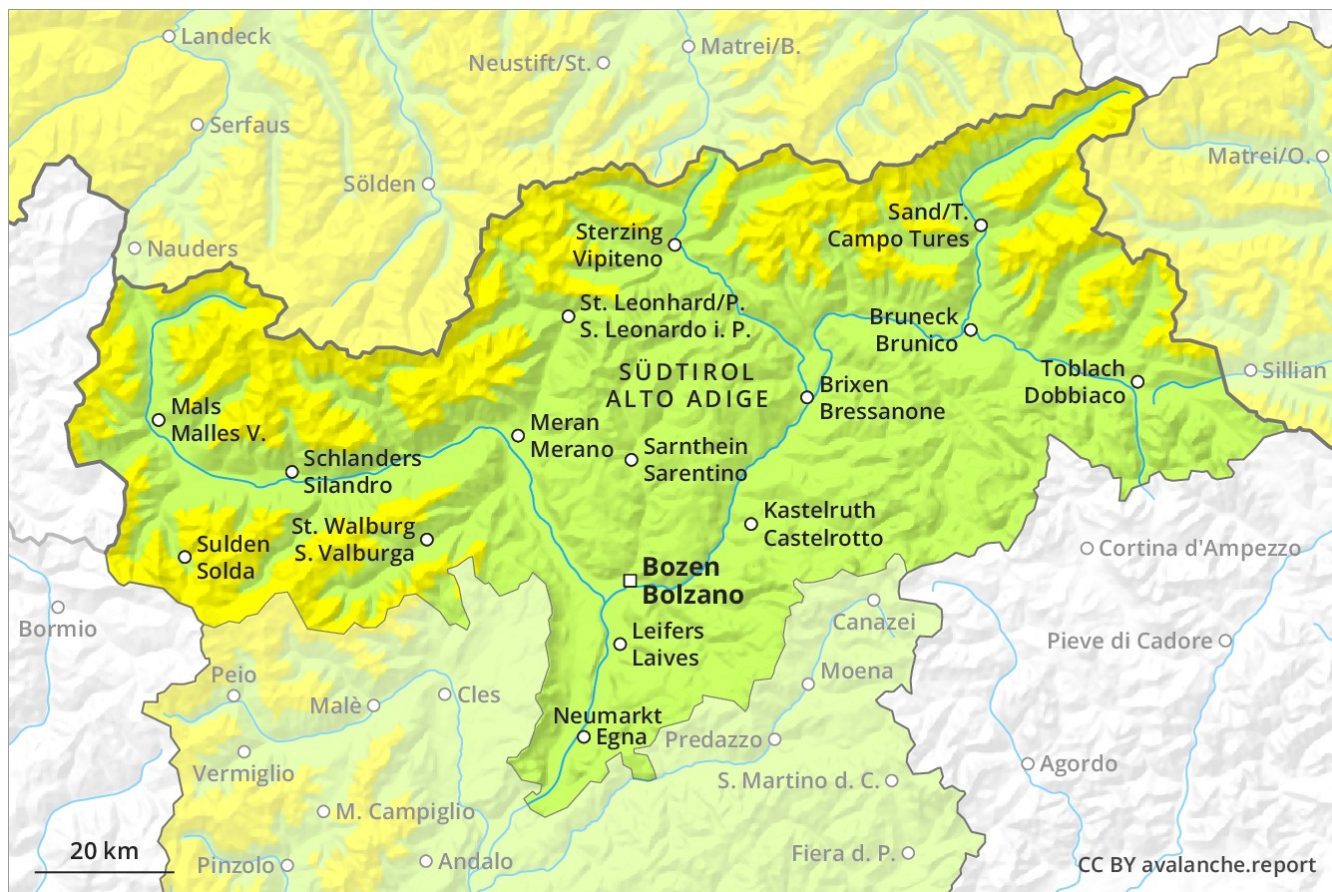 Landeck
Matrei/B.
Neustift/St.
Serfaus
Matrei/O.
Sölden
Sand/T.
Campo Tures
Sterzing
Vipiteno
Nauders
St. Leonhard/P.
S. Leonardo i. P.
Bruneck
Brunico
SÜDTIROL
ALTO ADIGE
Toblach
Dobbiaco
Sillian
Brixen
Bressanone
Mals
Malles V.
Meran
Merano
Sarnthein
Sarentino
Schlanders
Silandro
Kastelruth
Castelrotto
St. Walburg
S. Valburga
Sulden
Solda
Cortina d'Ampezzo
Bozen
Bolzano
Bormio
Canazei
Leifers
Laives
Pieve di Cadore
Peio
Moena
Malè
Cles
Neumarkt
Egna
Predazzo
Vermiglio
Agordo
S. Martino d. C.
M. Campiglio
20 km
Pinzolo
Andalo
Fiera d. P.
CC BY avalanche.report